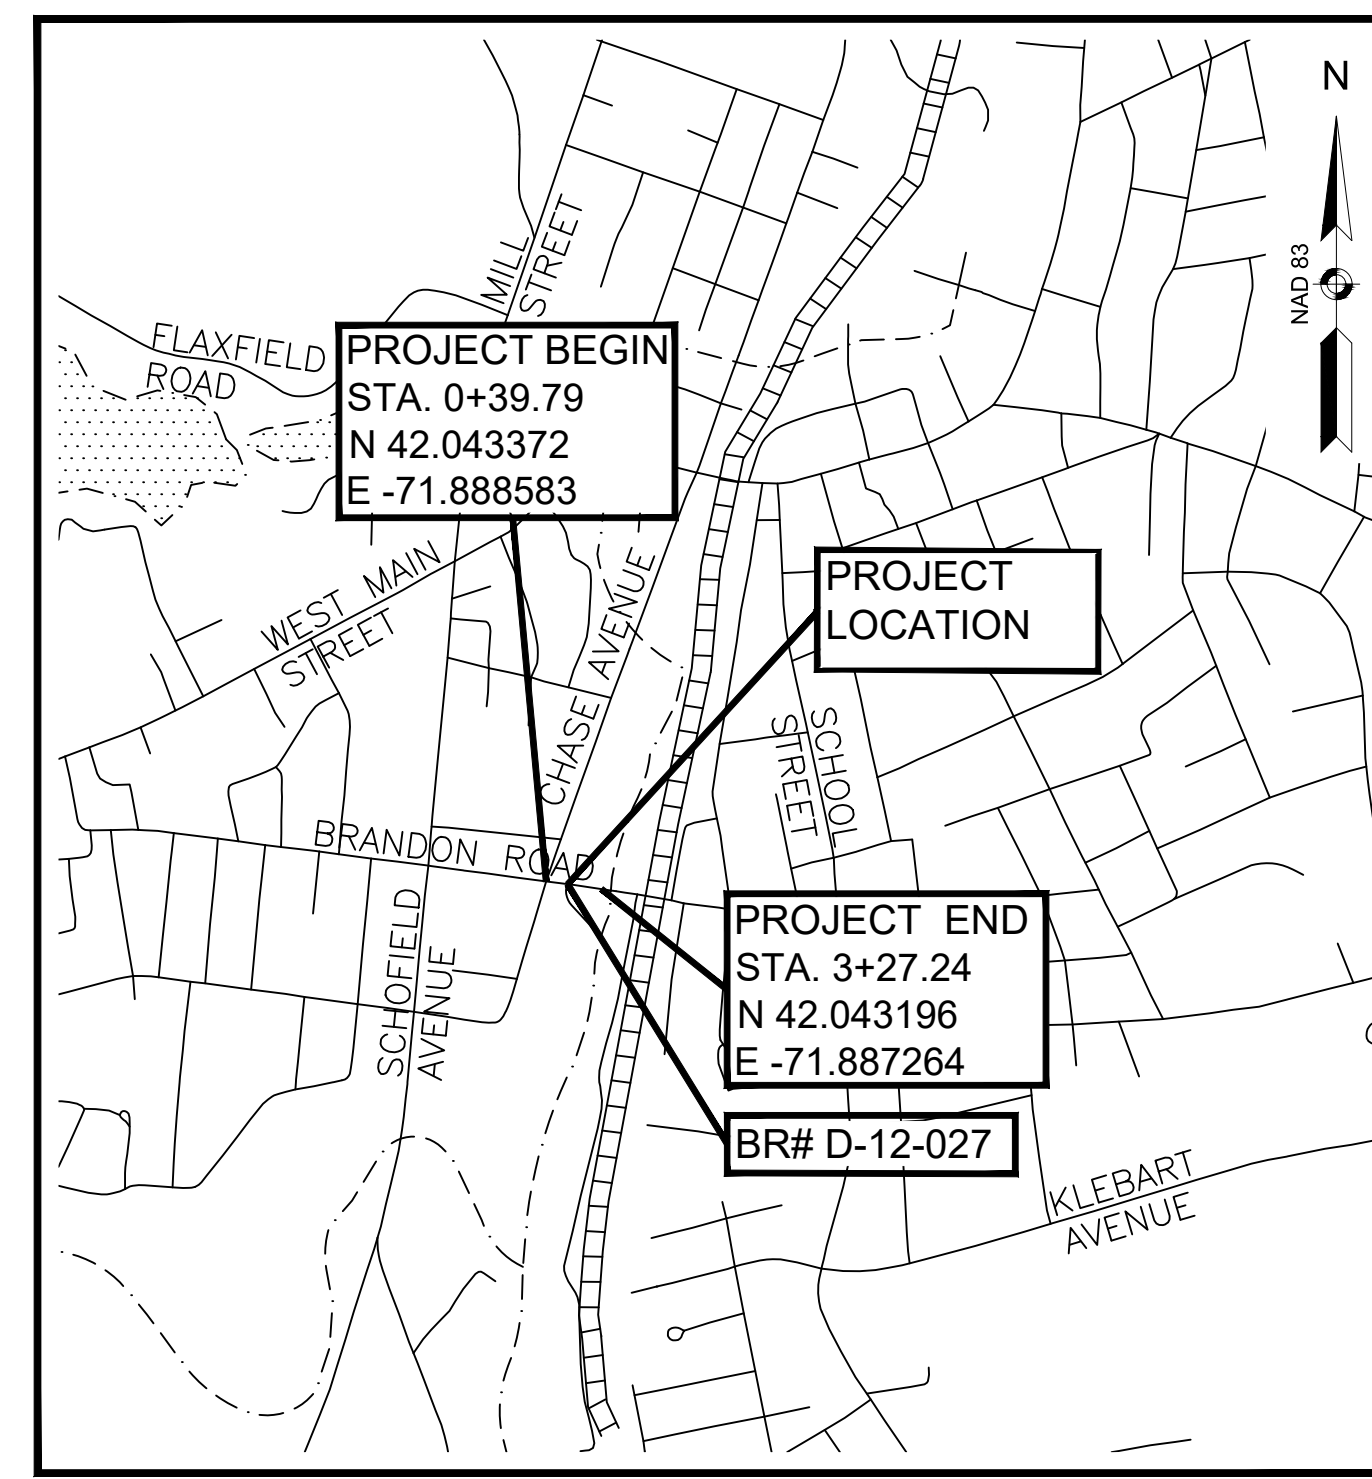 N
NAD 83
MILL
STREET
FLAXFIELD
ROAD
PROJECT BEGIN
STA. 0+39.79
N 42.043372
E -71.888583
WEST MAIN
STREET
CHASE AVENUE
PROJECT
LOCATION
SCHOOL
STREET
BRANDON ROAD
SCHOFIELD
AVENUE
PROJECT END
STA. 3+27.24
N 42.043196
E -71.887264
BR# D-12-027
KLEBART
AVENUE